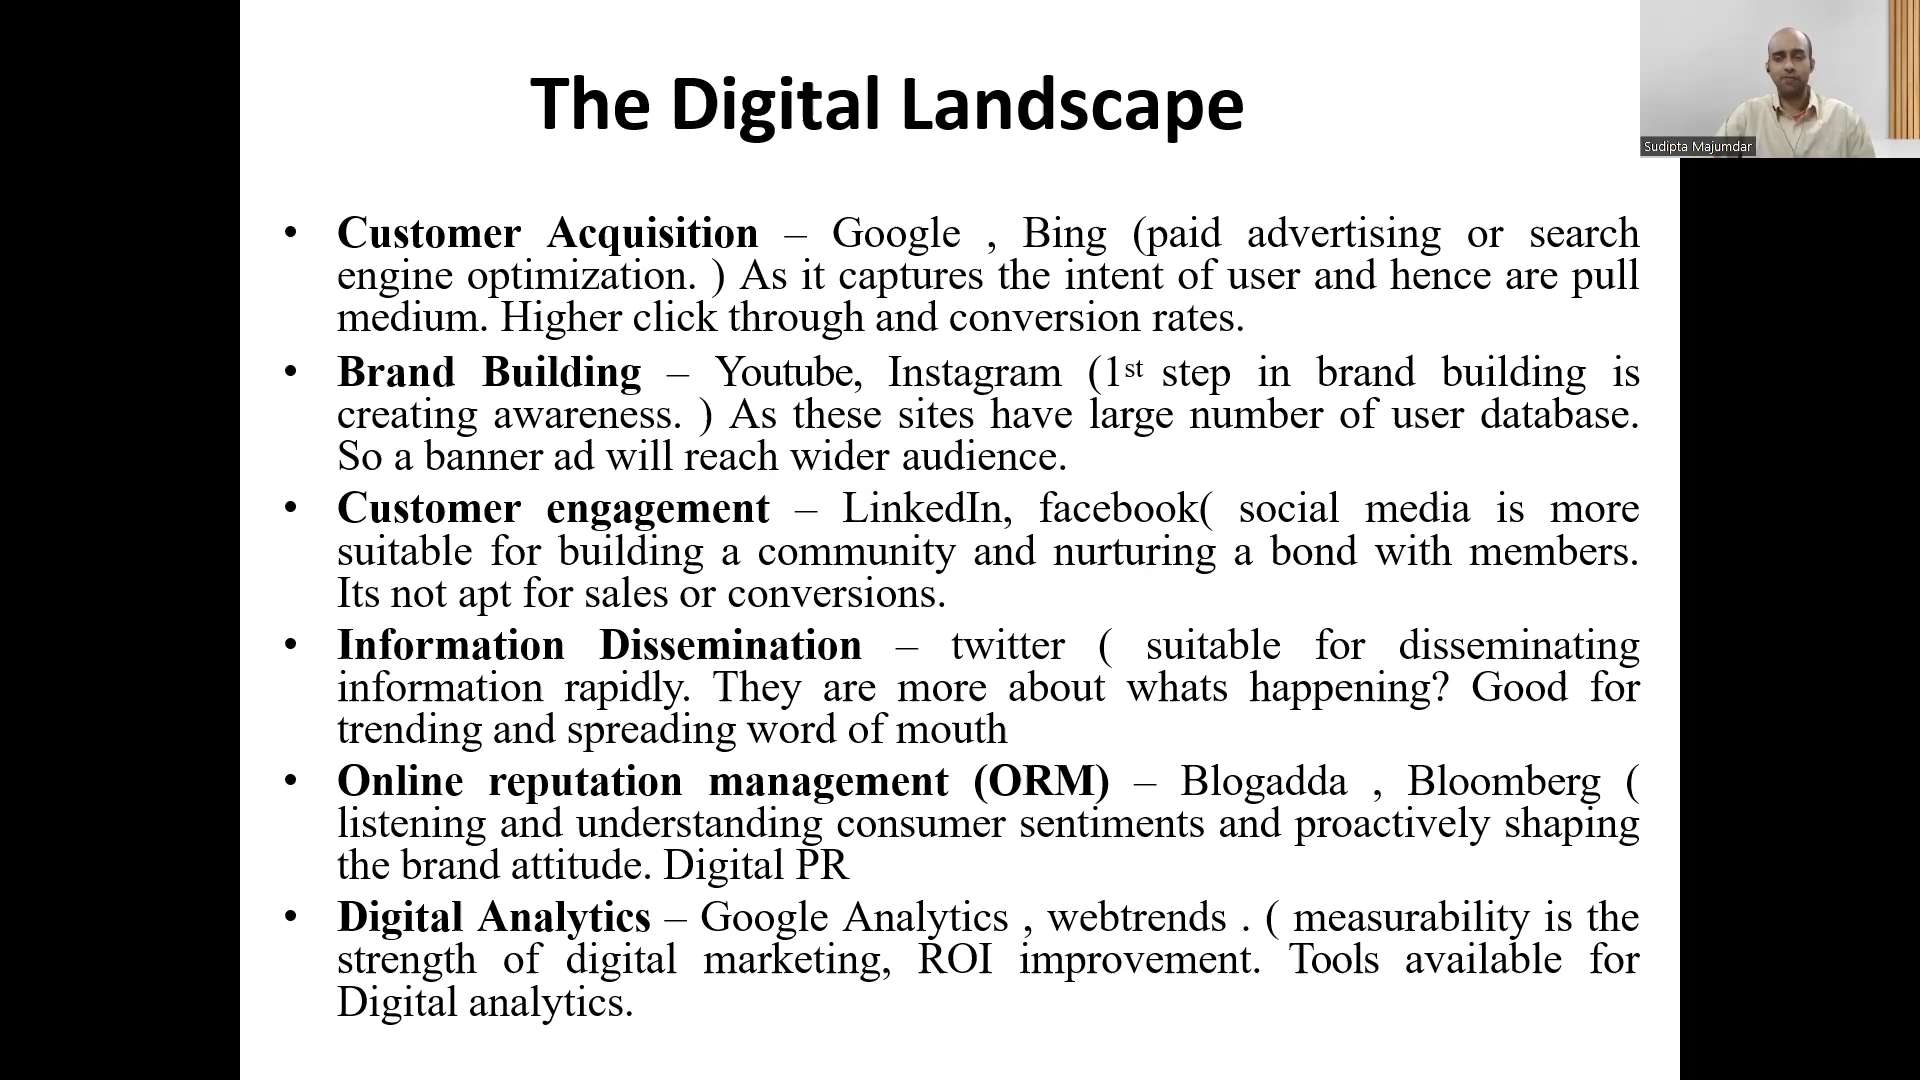 The Digital Landscape
Sudipta Majumdar
• Customer Acquisition – Google , Bing (paid advertising or search
engine optimization. ) As it captures the intent of user and hence are pull
medium. Higher click through and conversion rates.
• Brand Building – Youtube, Instagram (1st step in brand building is
creating awareness. ) As these sites have large number of user database.
So a banner ad will reach wider audience.
• Customer engagement – LinkedIn, facebook( social media is more
suitable for building a community and nurturing a bond with members.
Its not apt for sales or conversions.
• Information Dissemination – twitter ( suitable for disseminating
information rapidly. They are more about whats happening? Good for
trending and spreading word of mouth
• Online reputation management (ORM) – Blogadda , Bloomberg (
listening and understanding consumer sentiments and proactively shaping
the brand attitude. Digital PR
• Digital Analytics – Google Analytics , webtrends . ( measurability is the
strength of digital marketing, ROI improvement. Tools available for
Digital analytics.